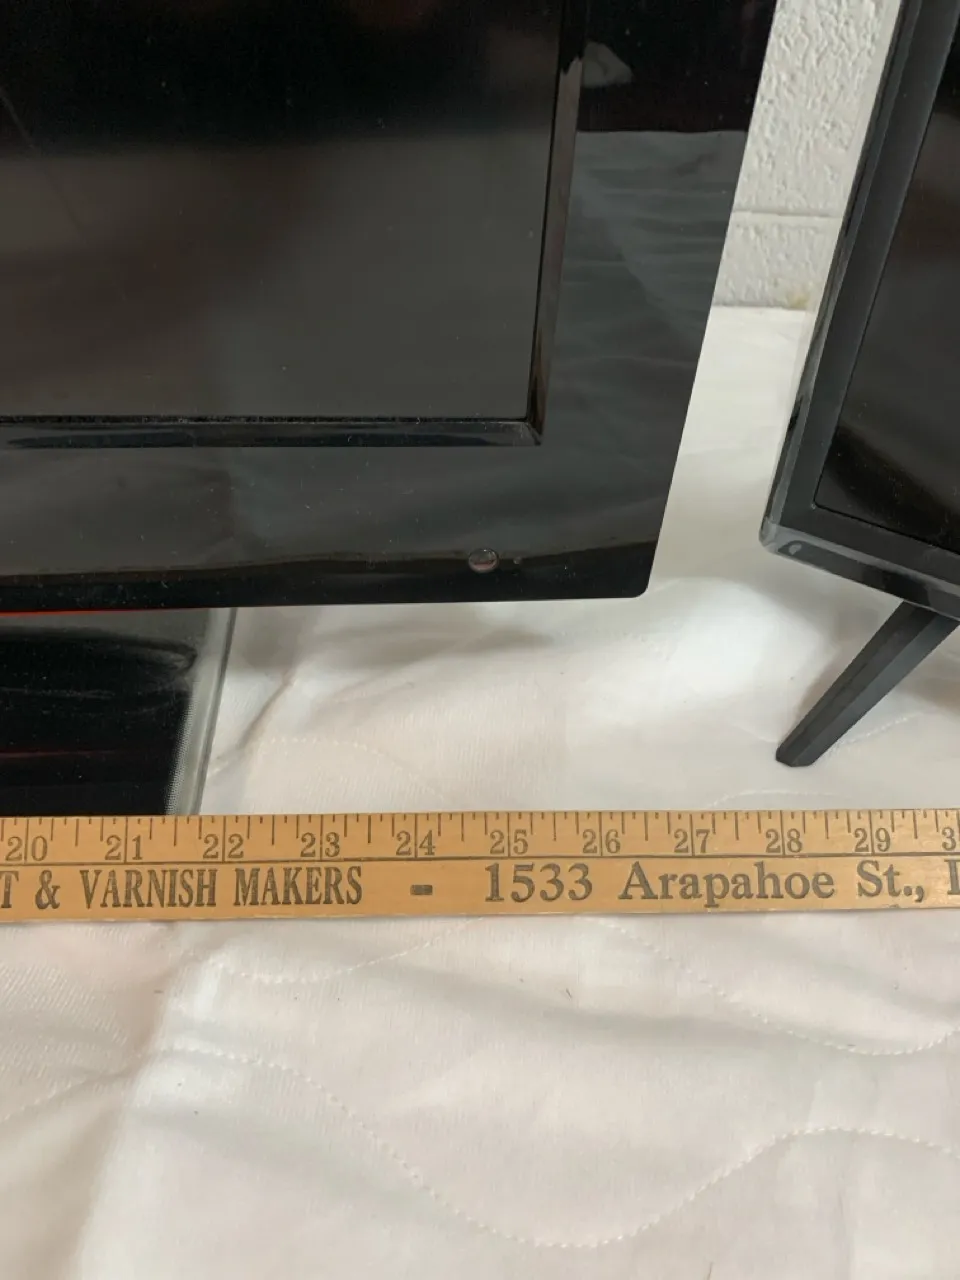 20 21 22 23 24 25 26 27 28 29
& VARNISH MAKERS - 1533 Arapahoe St.,